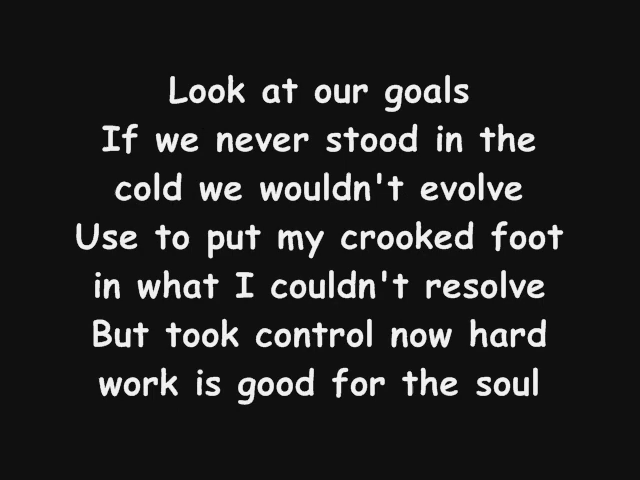 Look at our goals
If we never stood in the
cold we wouldn't evolve
Use to put my crooked foot
in what I couldn't resolve
But took control now hard
work is good for the soul